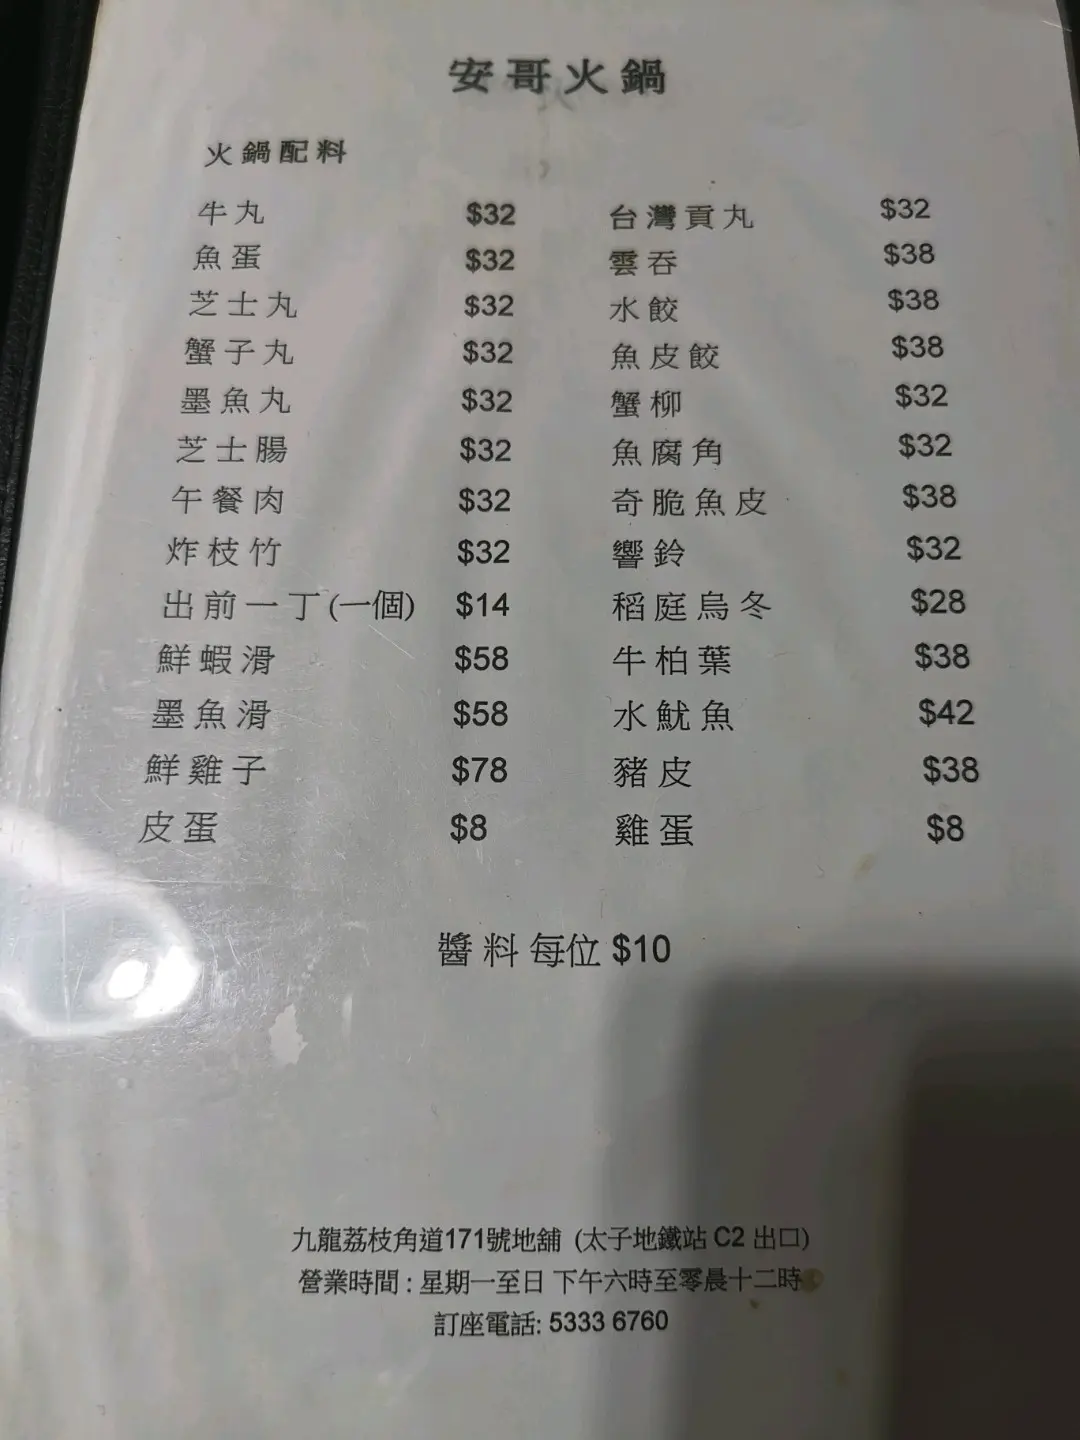 安哥火鍋
火鍋配料
牛丸 $32 台灣貢丸 $32
魚蛋 $32 雲吞 $38
芝士丸 $32 水餃 $38
蟹子丸 $32 魚皮餃 $38
墨魚丸 $32 蟹柳 $32
芝士腸 $32 魚腐角 $32
午餐肉 $32 奇脆魚皮 $38
炸枝竹 $32 響鈴 $32
出前一丁(一個) $14 稻庭烏冬 $28
鮮蝦滑 $58 牛柏葉 $38
墨魚滑 $58 水魷魚 $42
鮮雞子 $78 豬皮 $38
皮蛋 $8 雞蛋 $8
醬料 每位 $10
九龍荔枝角道171號地舖 (太子地鐵站 C2 出口)
營業時間 : 星期一至日 下午六時至零晨十二時
訂座電話: 5333 6760